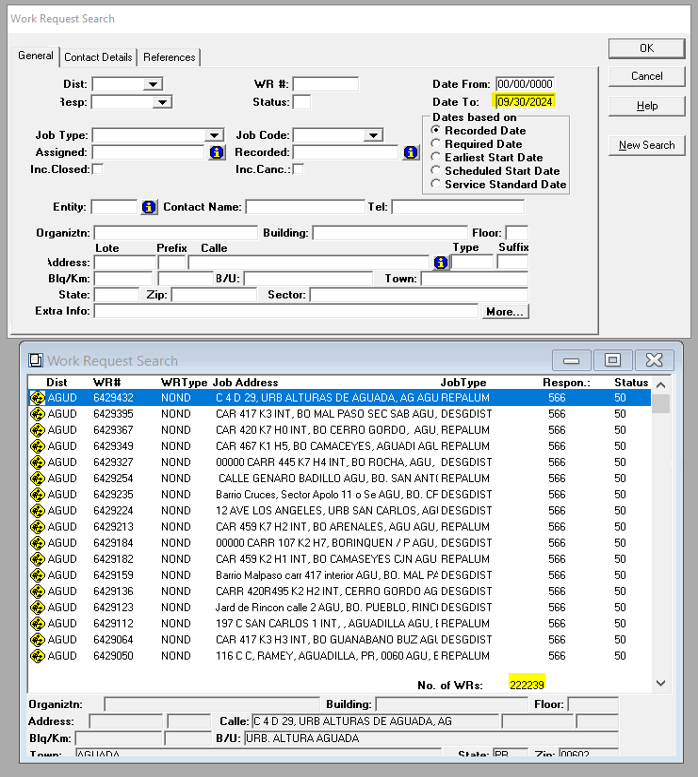 Work Request Search
General Contact Details References
OK
Cancel
Help
New Search
Dist: WR #: Date From: 00/00/0000
Resp: Status: Date To: 09/30/2024
Dates based on
Recorded Date
Required Date
Earliest Start Date
Scheduled Start Date
Service Standard Date
Job Type: Job Code:
Assigned: Recorded:
Inc.Closed: Inc.Canc.:
Entity: Contact Name: Tel:
Organiztn: Building: Floor:
Lote Prefix Calle Type Suffix
Address:
Blq/Km: B/U: Town:
State: Zip: Sector:
Extra Info: More...
Work Request Search
Dist WR# WRType Job Address JobType Respon.: Status
AGUD 6429432 NOND C 4 D 29, URB ALTURAS DE AGUADA, AG AGU REPALUM 566 50
AGUD 6429395 NOND CAR 417 K3 INT, BO MAL PASO SEC SAB AGU, DESGDIST 566 50
AGUD 6429367 NOND CAR 420 K7 H0 INT, BO CERRO GORDO, AGU, REPALUM 566 50
AGUD 6429349 NOND CAR 467 K1 H5, BO CAMACEYES, AGUADI AGU DESGDIST 566 50
AGUD 6429327 NOND 00000 CARR 445 K7 H4 INT, BO ROCHA, AGU, DESGDIST 566 50
AGUD 6429254 NOND CALLE GENARO BADILLO AGU, BO. SAN ANT REPALUM 566 50
AGUD 6429235 NOND Barrio Cruces, Sector Apolo 11 o Se AGU, BO. CF DESGDIST 566 50
AGUD 6429224 NOND 12 AVE LOS ANGELES, URB SAN CARLOS, AGU DESGDIST 566 50
AGUD 6429213 NOND CAR 459 K7 H2 INT, BO ARENALES, AGU AGU, REPALUM 566 50
AGUD 6429184 NOND 00000 CARR 107 K2 H7, BORINQUEN / P AGU, DESGDIST 566 50
AGUD 6429182 NOND CAR 459 K2 H1 INT, BO CAMASEYES CJN AGU REPALUM 566 50
AGUD 6429159 NOND Barrio Malpaso carr 417 interior AGU, BO. MAL PA DESGDIST 566 50
AGUD 6429136 NOND CARR 420R495 K2 H2 INT, CERRO GORDO AG DESGDIST 566 50
AGUD 6429123 NOND Jard de Rincon calle 2 AGU, BO. PUEBLO, RINC DESGDIST 566 50
AGUD 6429112 NOND 197 C SAN CARLOS 1 INT, , AGUADILLA AGU, REPALUM 566 50
AGUD 6429064 NOND CAR 417 K3 H3 INT, BO GUANABANO BUZ AGU DESGDIST 566 50
AGUD 6429050 NOND 116 C C, RAMEY, AGUADILLA, PR, 0060 AGU, REPALUM 566 50
No. of WRs: 222239
Organiztn: Building: Floor:
Address: Calle: C 4 D 29, URB ALTURAS DE AGUADA, AG
Blq/Km: B/U: URB. ALTURA AGUADA
Town: AGUADA State: PR Zip: 00602